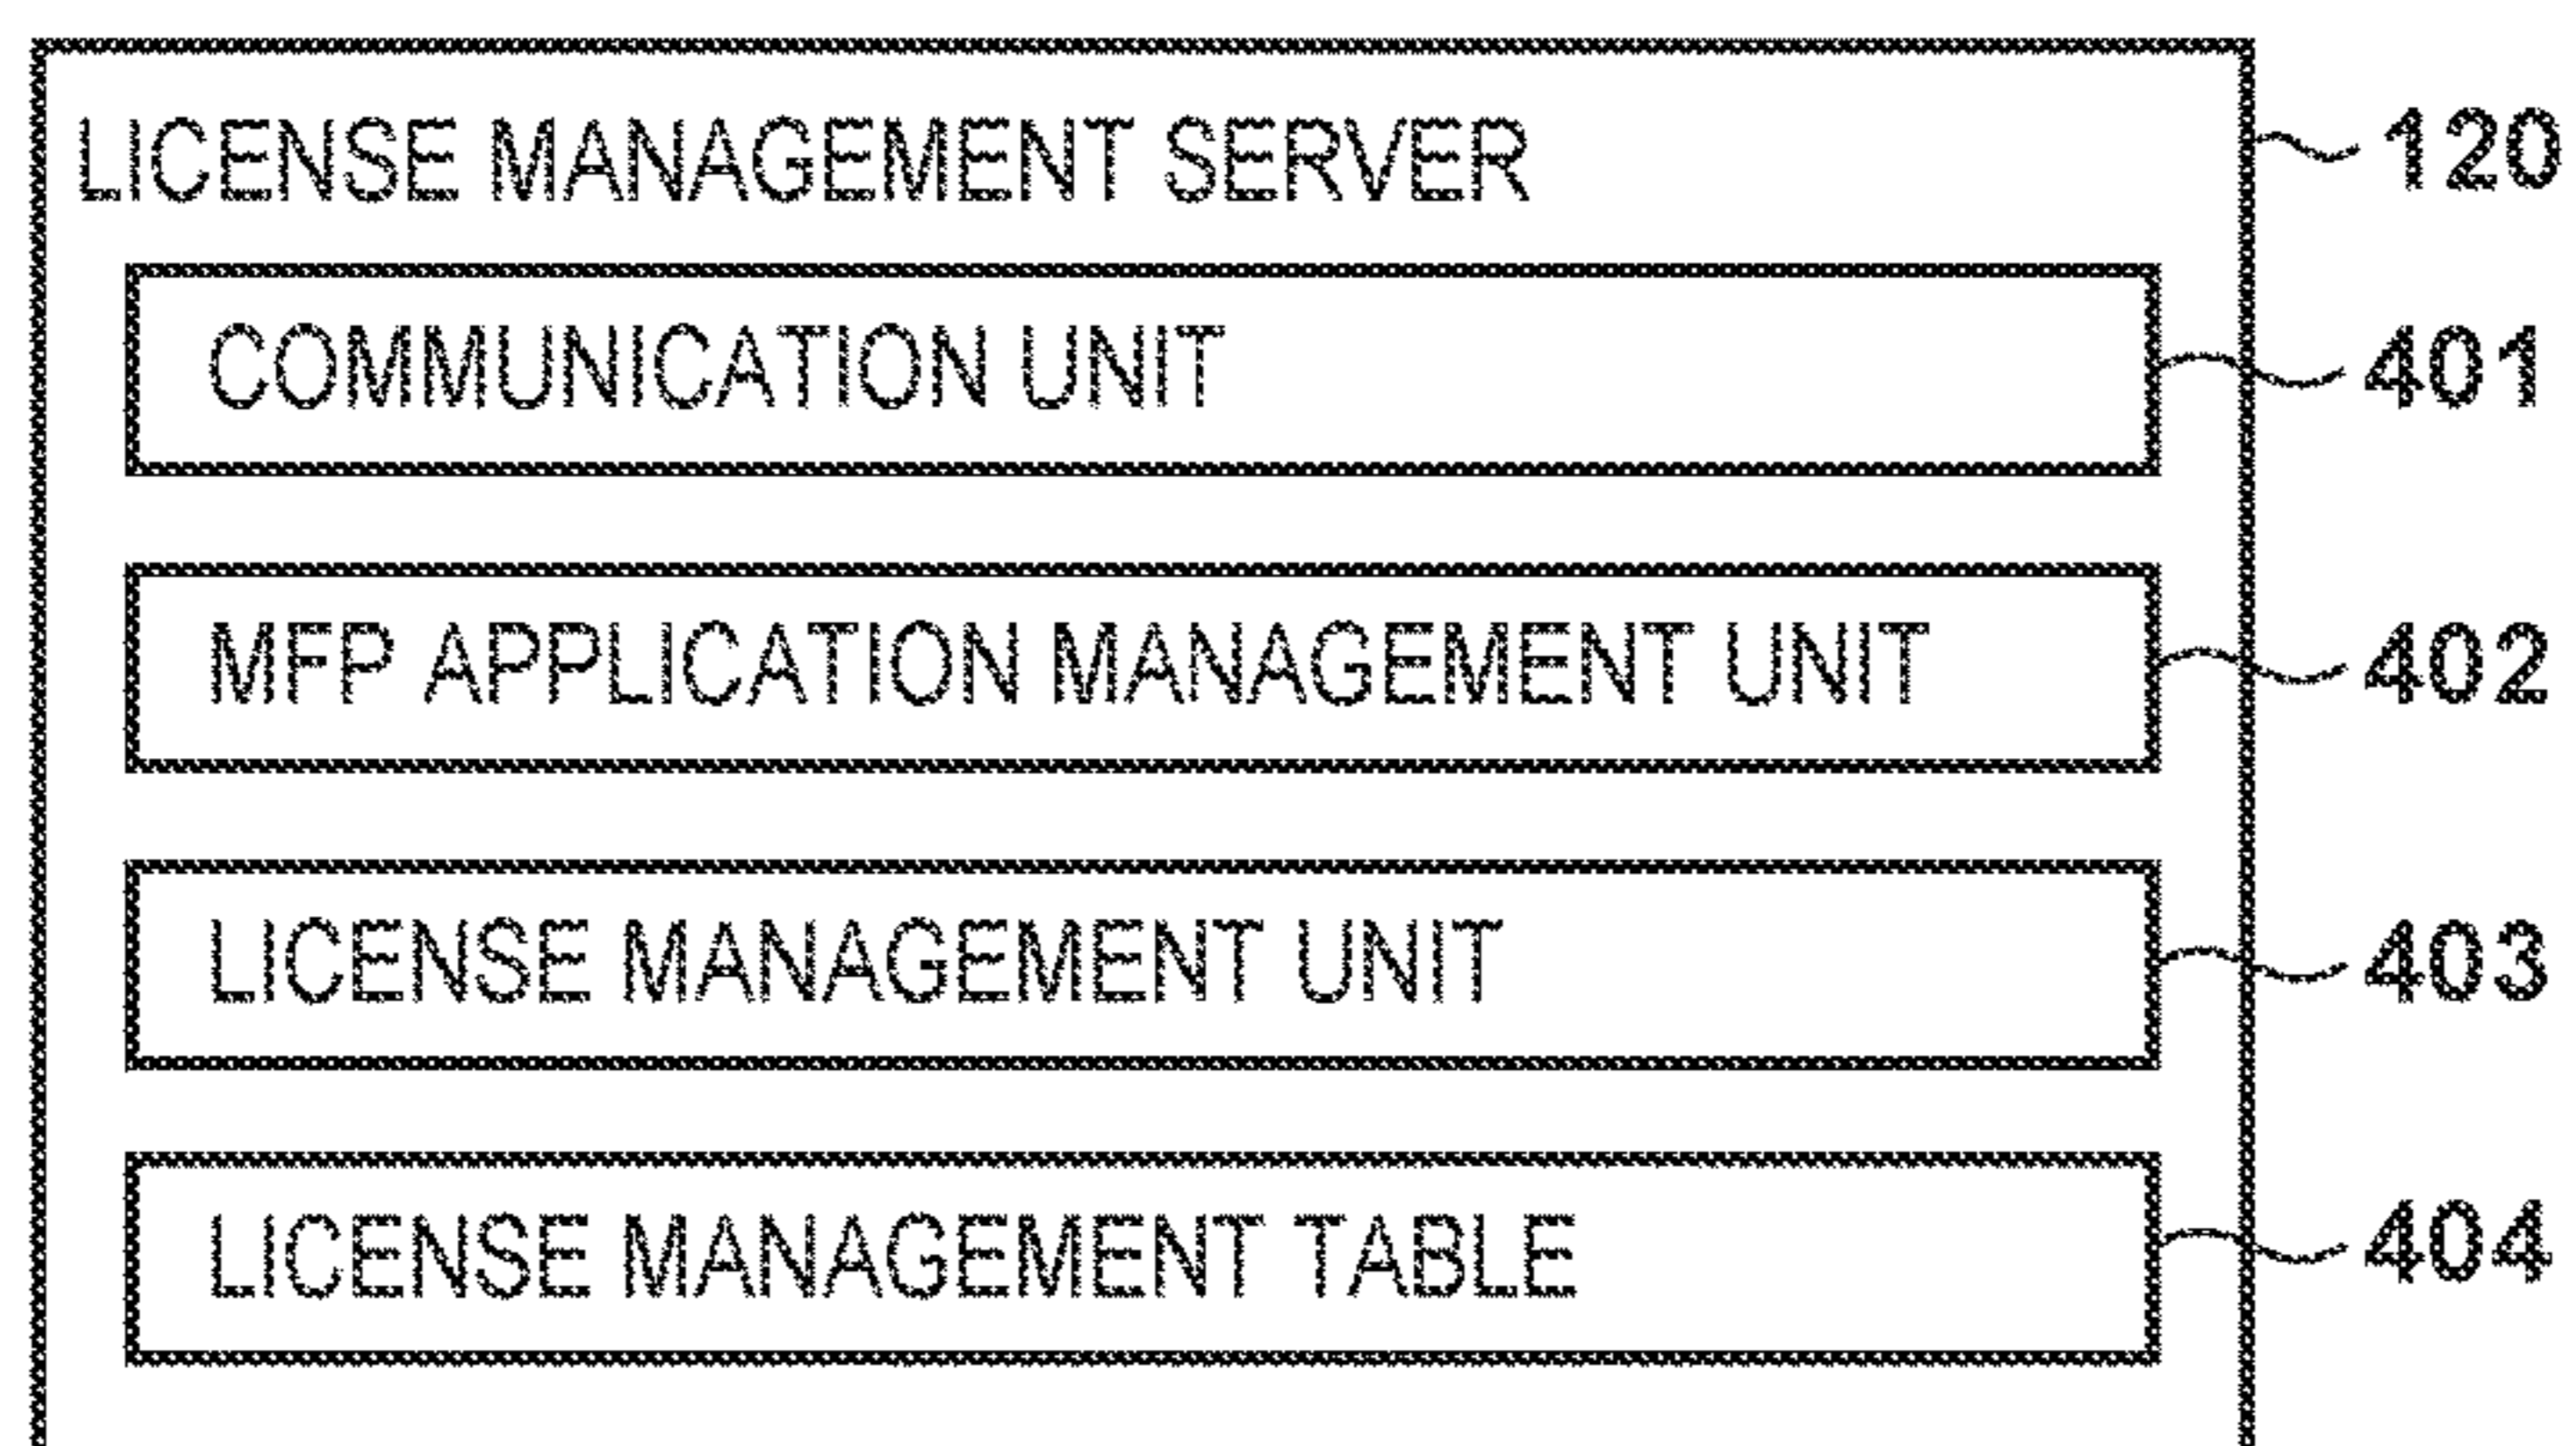 LICENSE MANAGEMENT SERVER 120
COMMUNICATION UNIT 401
MFP APPLICATION MANAGEMENT UNIT 402
LICENSE MANAGEMENT UNIT 403
LICENSE MANAGEMENT TABLE 404